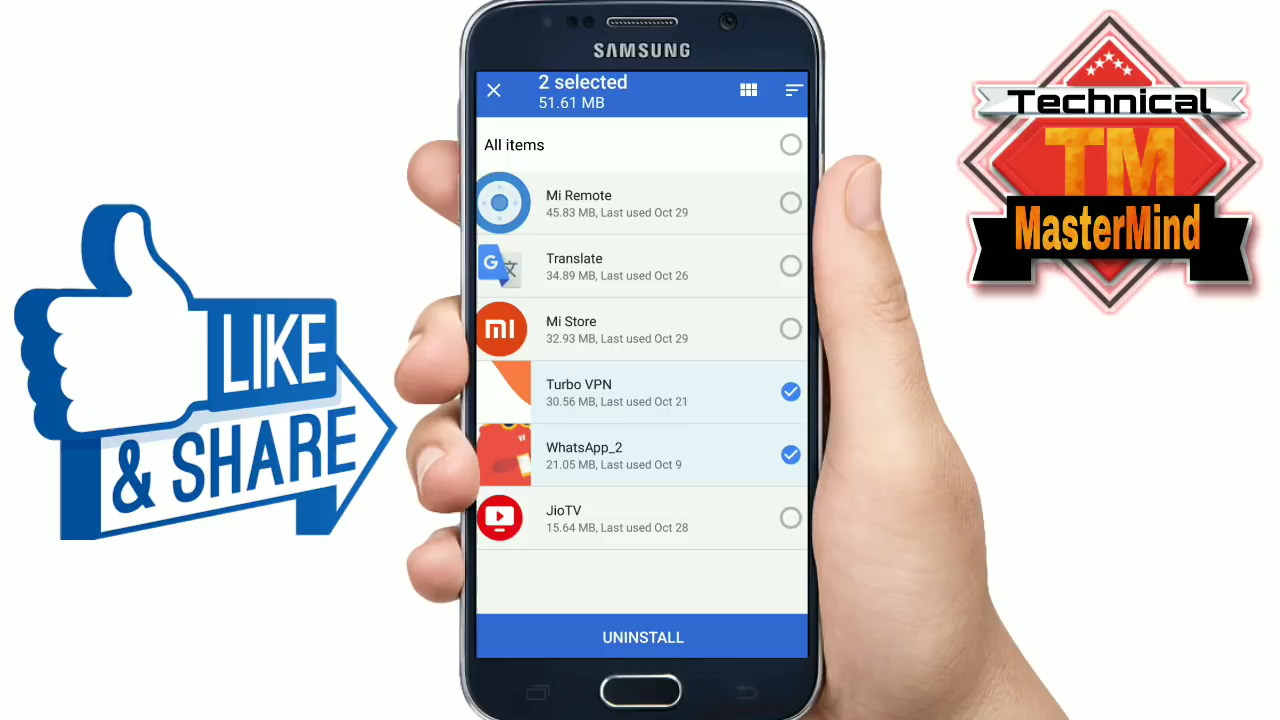 SAMSUNG
2 selected
51.61 MB
All items
Mi Remote
45.83 MB, Last used Oct 29
G 文
Translate
34.89 MB, Last used Oct 26
mi
Mi Store
32.93 MB, Last used Oct 29
Turbo VPN
30.56 MB, Last used Oct 21
WhatsApp_2
21.05 MB, Last used Oct 9
JioTV
15.64 MB, Last used Oct 28
UNINSTALL
LIKE
& SHARE
Technical
TM
MasterMind